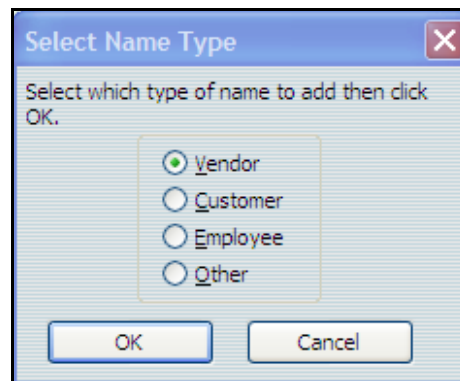 Select Name Type
Select which type of name to add then click
OK.
Vendor
Customer
Employee
Other
OK Cancel